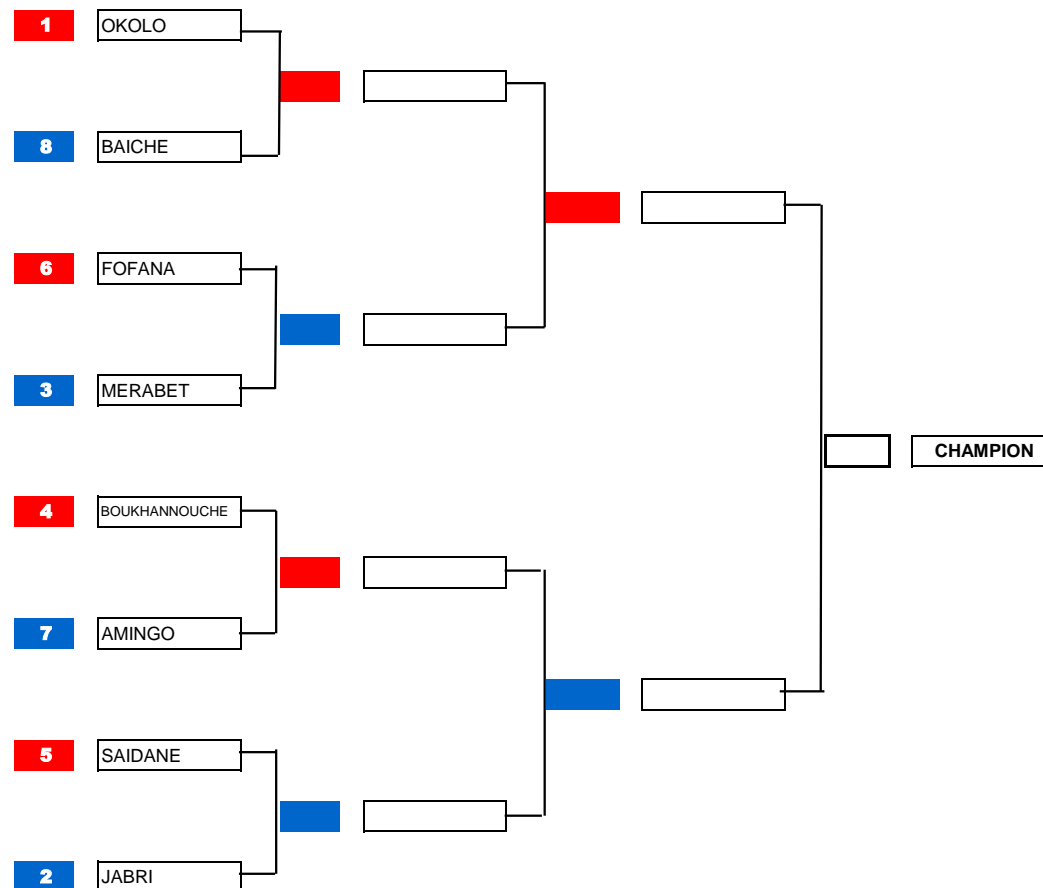 1 OKOLO
8 BAICHE
6 FOFANA
3 MERABET
CHAMPION
4 BOUKHANNOUCHE
7 AMINGO
5 SAIDANE
2 JABRI